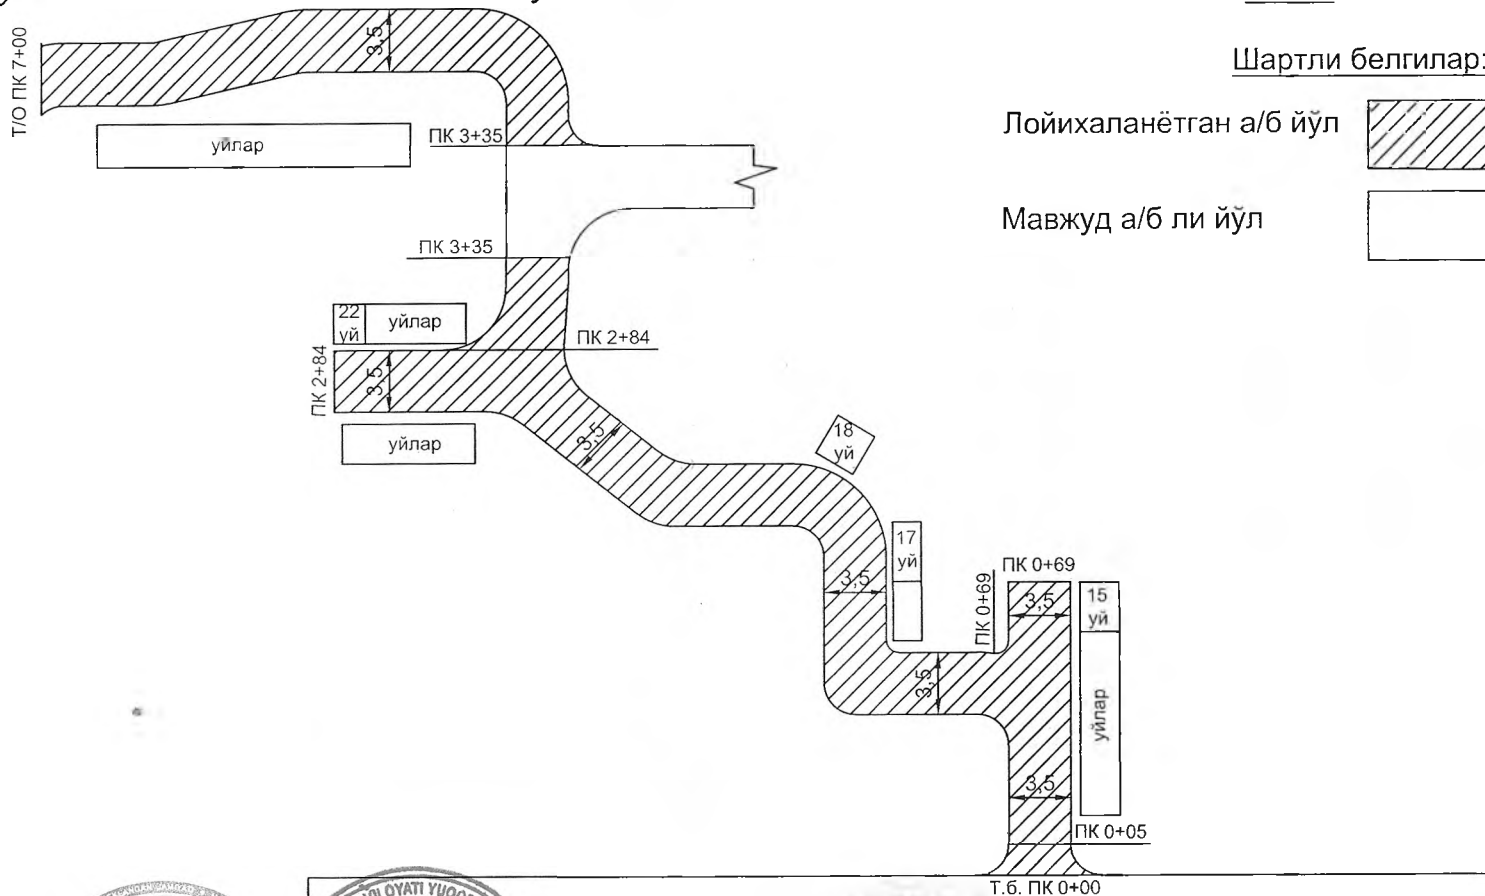 Т/О ПК 7+00
3,5
уйлар
ПК 3+35
Шартли белгилар:
Лойихаланётган а/б йўл
Мавжуд а/б ли йўл
ПК 3+35
22
уй
уйлар
ПК 2+84
ПК 2+84
3,5
уйлар
3,5
18
уй
17
уй
3,5
ПК 0+69
ПК 0+69
3,5
15
уй
3,5
уйлар
3,5
ПК 0+05
Т.б. ПК 0+00